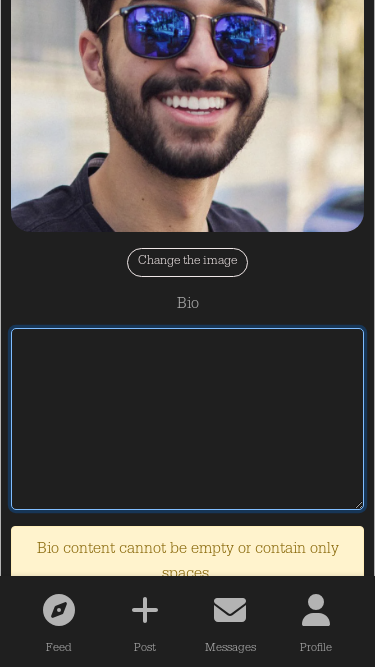 Change the image
Bio
Bio content cannot be empty or contain only
spaces
Feed
Post
Messages
Profile